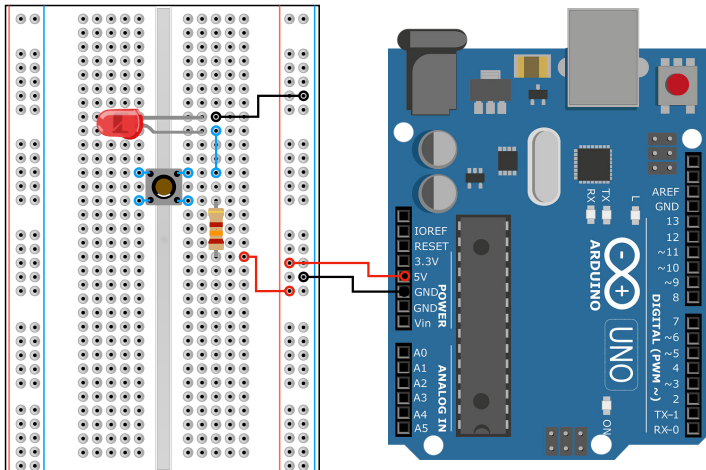 AREF
GND
13
12
~11
~10
~9
8
7
~6
~5
4
~3
2
TX-1
RX-0
DIGITAL (PWM ~)
RX
TX
L
ARDUINO
UNO
ON
IOREF
RESET
3.3V
5V
GND
GND
Vin
POWER
A0
A1
A2
A3
A4
A5
ANALOG IN